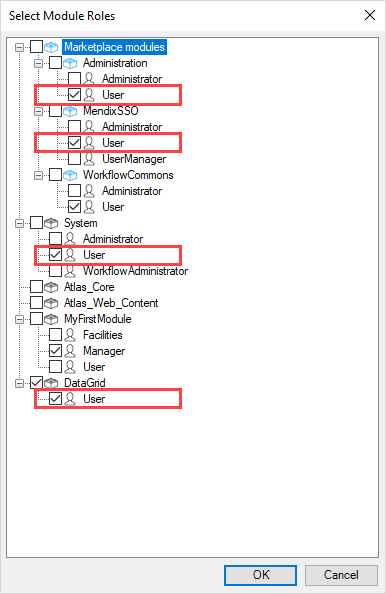 Select Module Roles
Marketplace modules
Administration
Administrator
User
MendixSSO
Administrator
User
UserManager
WorkflowCommons
Administrator
User
System
Administrator
User
WorkflowAdministrator
Atlas_Core
Atlas_Web_Content
MyFirstModule
Facilities
Manager
User
DataGrid
User
OK Cancel